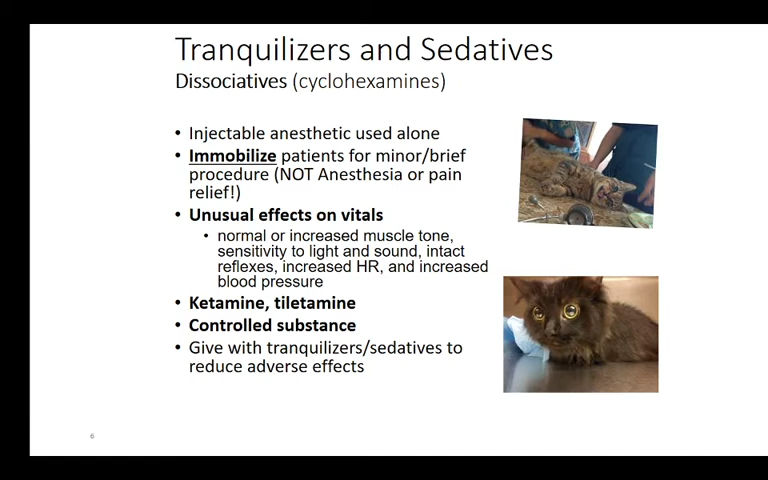 Tranquilizers and Sedatives
Dissociatives (cyclohexamines)
• Injectable anesthetic used alone
• Immobilize patients for minor/brief
procedure (NOT Anesthesia or pain
relief!)
• Unusual effects on vitals
• normal or increased muscle tone,
sensitivity to light and sound, intact
reflexes, increased HR, and increased
blood pressure
• Ketamine, tiletamine
• Controlled substance
• Give with tranquilizers/sedatives to
reduce adverse effects
6